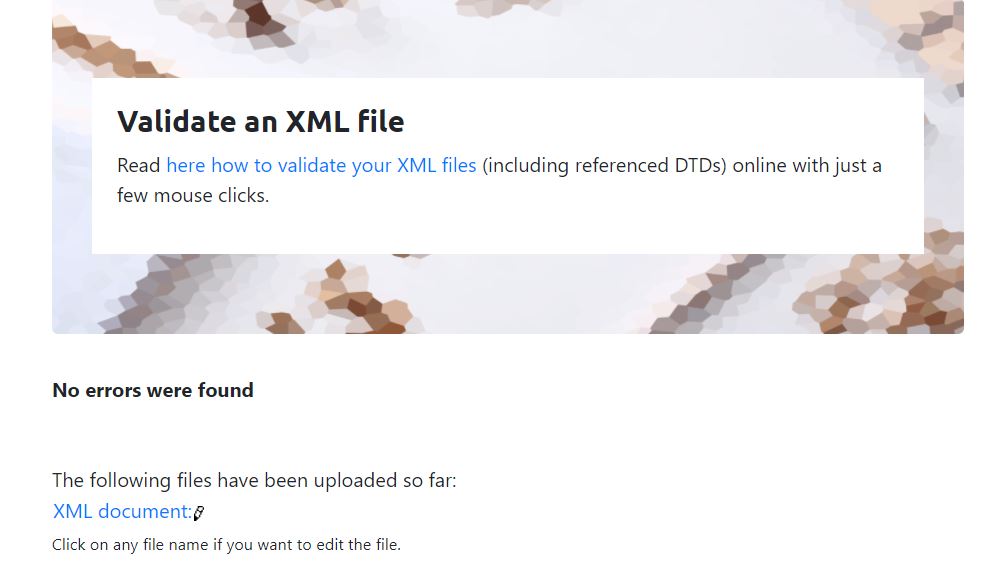 Validate an XML file
Read here how to validate your XML files (including referenced DTDs) online with just a
few mouse clicks.
No errors were found
The following files have been uploaded so far:
XML document:
Click on any file name if you want to edit the file.